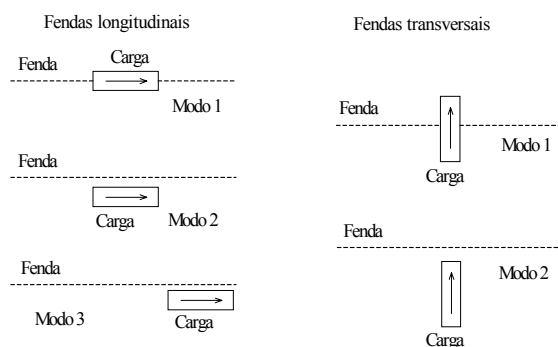 Fendas longitudinais
Carga
Fenda
Modo 1
Fenda
Carga
Modo 2
Fenda
Modo 3
Carga
Fendas transversais
Fenda
Modo 1
Carga
Fenda
Modo 2
Carga